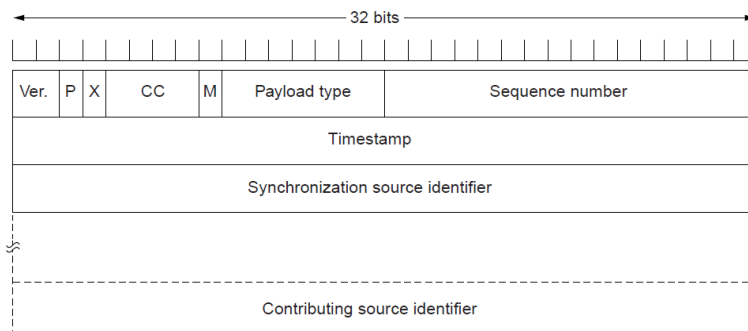 32 bits
Ver. P X CC M Payload type Sequence number
Timestamp
Synchronization source identifier
Contributing source identifier